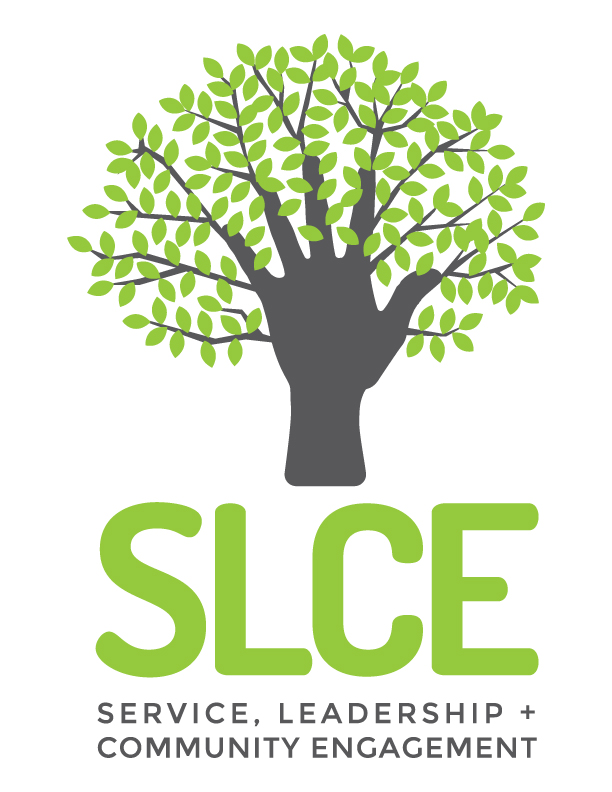 SLCE
SERVICE, LEADERSHIP +
COMMUNITY ENGAGEMENT